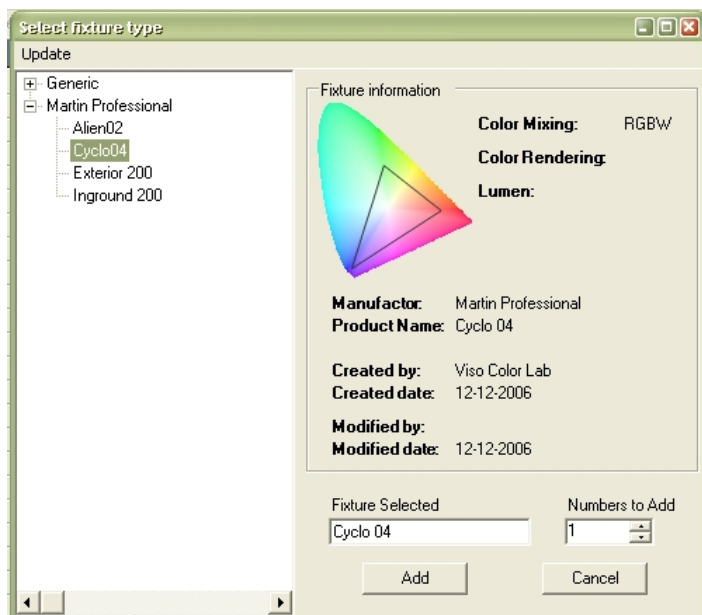 Select fixture type
Update
Generic
Martin Professional
Alien02
Cyclo04
Exterior 200
Inground 200
Fixture information
Color Mixing: RGBW
Color Rendering:
Lumen:
Manufactor: Martin Professional
Product Name: Cyclo 04
Created by: Viso Color Lab
Created date: 12-12-2006
Modified by:
Modified date: 12-12-2006
Fixture Selected Numbers to Add
Cyclo 04 1
Add Cancel